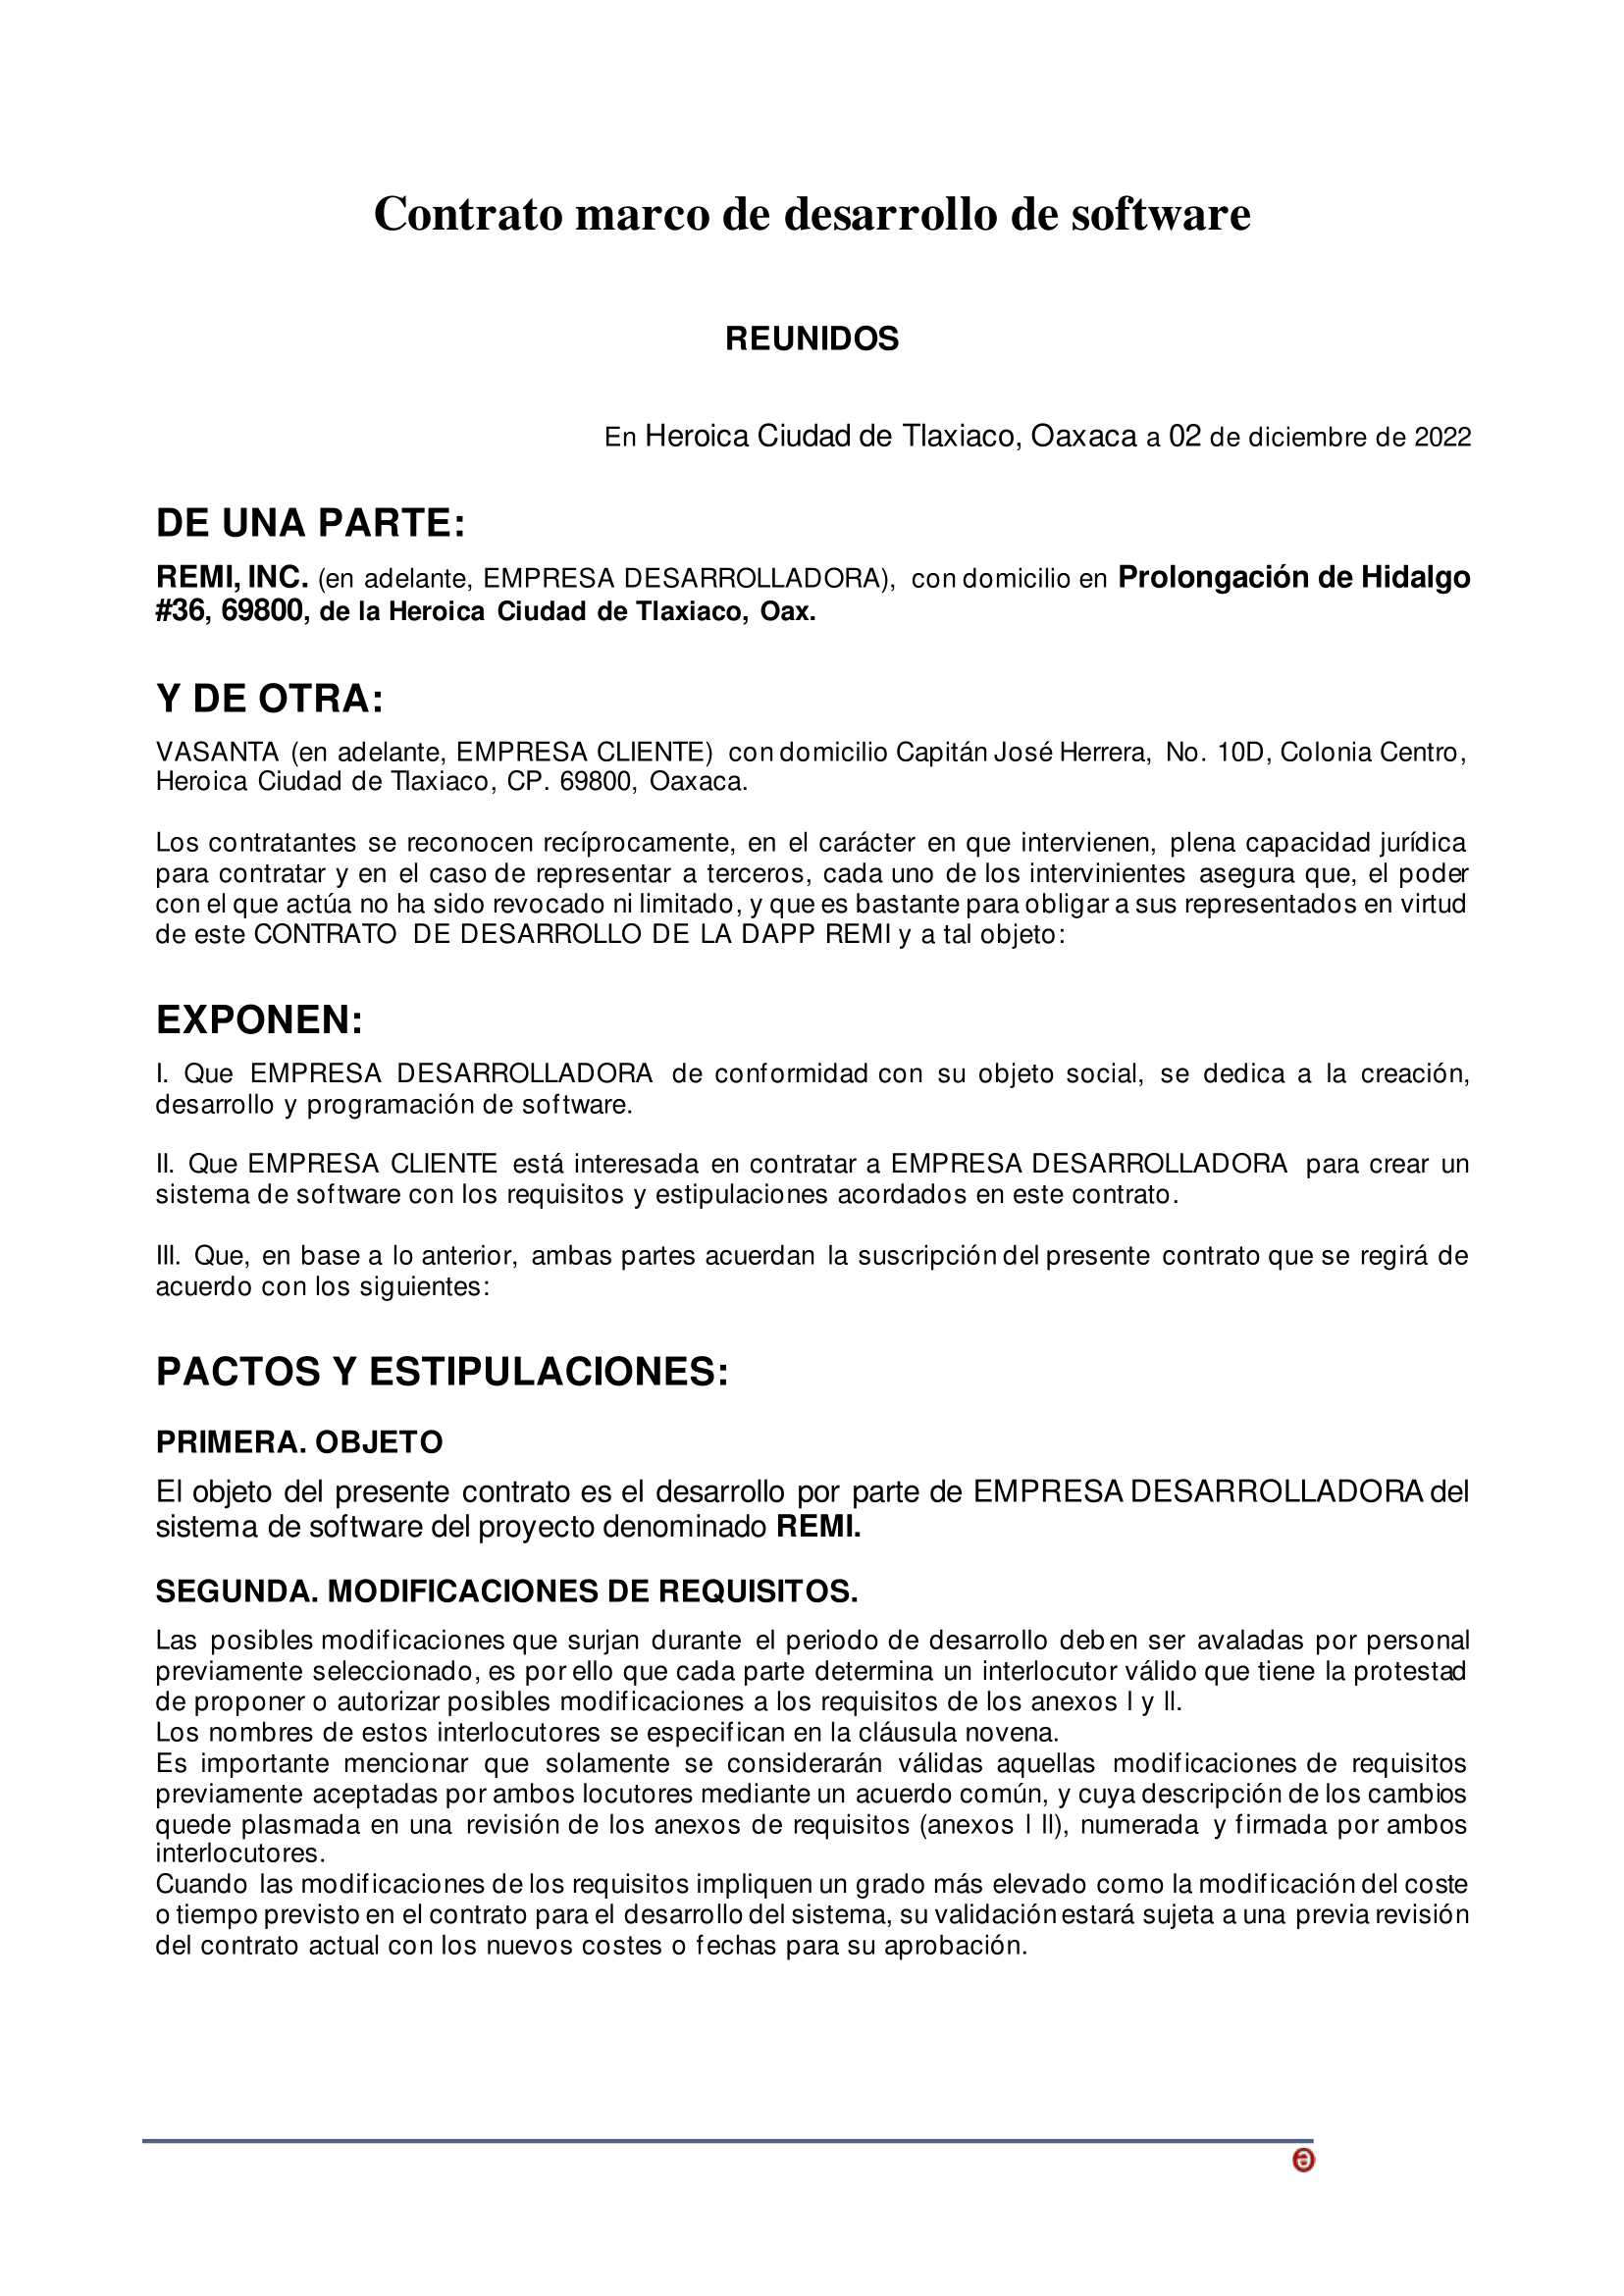 Contrato marco de desarrollo de software
REUNIDOS
En Heroica Ciudad de Tlaxiaco, Oaxaca a 02 de diciembre de 2022
DE UNA PARTE:
REMI, INC. (en adelante, EMPRESA DESARROLLADORA), con domicilio en Prolongación de Hidalgo
#36, 69800, de la Heroica Ciudad de Tlaxiaco, Oax.
Y DE OTRA:
VASANTA (en adelante, EMPRESA CLIENTE) con domicilio Capitán José Herrera, No. 10D, Colonia Centro,
Heroica Ciudad de Tlaxiaco, CP. 69800, Oaxaca.
Los contratantes se reconocen recíprocamente, en el carácter en que intervienen, plena capacidad jurídica
para contratar y en el caso de representar a terceros, cada uno de los intervinientes asegura que, el poder
con el que actúa no ha sido revocado ni limitado, y que es bastante para obligar a sus representados en virtud
de este CONTRATO DE DESARROLLO DE LA DAPP REMI y a tal objeto:
EXPONEN:
I. Que EMPRESA DESARROLLADORA de conformidad con su objeto social, se dedica a la creación,
desarrollo y programación de software.
II. Que EMPRESA CLIENTE está interesada en contratar a EMPRESA DESARROLLADORA para crear un
sistema de software con los requisitos y estipulaciones acordados en este contrato.
III. Que, en base a lo anterior, ambas partes acuerdan la suscripción del presente contrato que se regirá de
acuerdo con los siguientes:
PACTOS Y ESTIPULACIONES:
PRIMERA. OBJETO
El objeto del presente contrato es el desarrollo por parte de EMPRESA DESARROLLADORA del
sistema de software del proyecto denominado REMI.
SEGUNDA. MODIFICACIONES DE REQUISITOS.
Las posibles modificaciones que surjan durante el periodo de desarrollo deben ser avaladas por personal
previamente seleccionado, es por ello que cada parte determina un interlocutor válido que tiene la protestad
de proponer o autorizar posibles modificaciones a los requisitos de los anexos I y II.
Los nombres de estos interlocutores se especifican en la cláusula novena.
Es importante mencionar que solamente se considerarán válidas aquellas modificaciones de requisitos
previamente aceptadas por ambos locutores mediante un acuerdo común, y cuya descripción de los cambios
quede plasmada en una revisión de los anexos de requisitos (anexos I II), numerada y firmada por ambos
interlocutores.
Cuando las modificaciones de los requisitos impliquen un grado más elevado como la modificación del coste
o tiempo previsto en el contrato para el desarrollo del sistema, su validación estará sujeta a una previa revisión
del contrato actual con los nuevos costes o fechas para su aprobación.